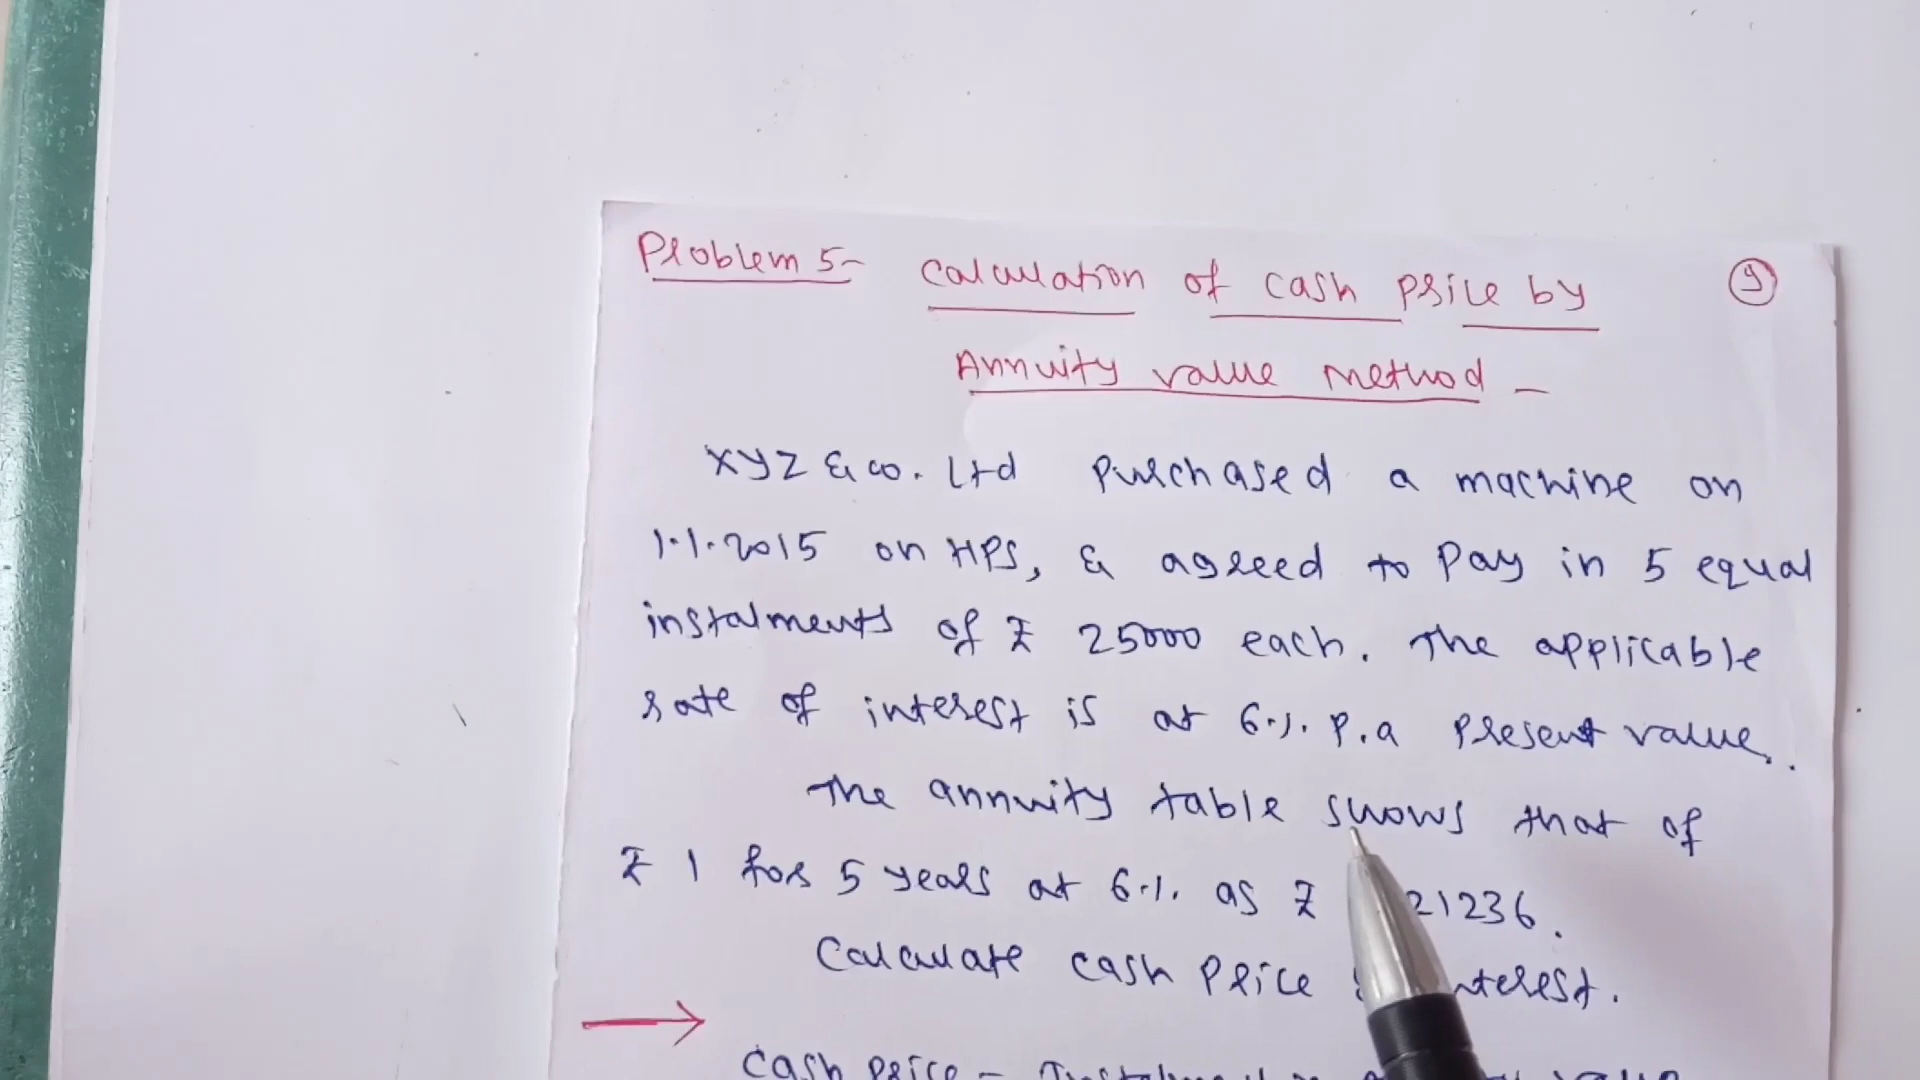 Problem 5- Calculation of cash price by
9
Annuity value method -
XYZ & co. Ltd purchased a machine on
1.1.2015 on HPS, & agreed to pay in 5 equal
instalments of ₹ 25000 each. The applicable
rate of interest is at 6%. P.a present value.
The annuity table shows that of
₹ 1 for 5 years at 6%. as ₹ 21236.
Calculate cash price
cash price =